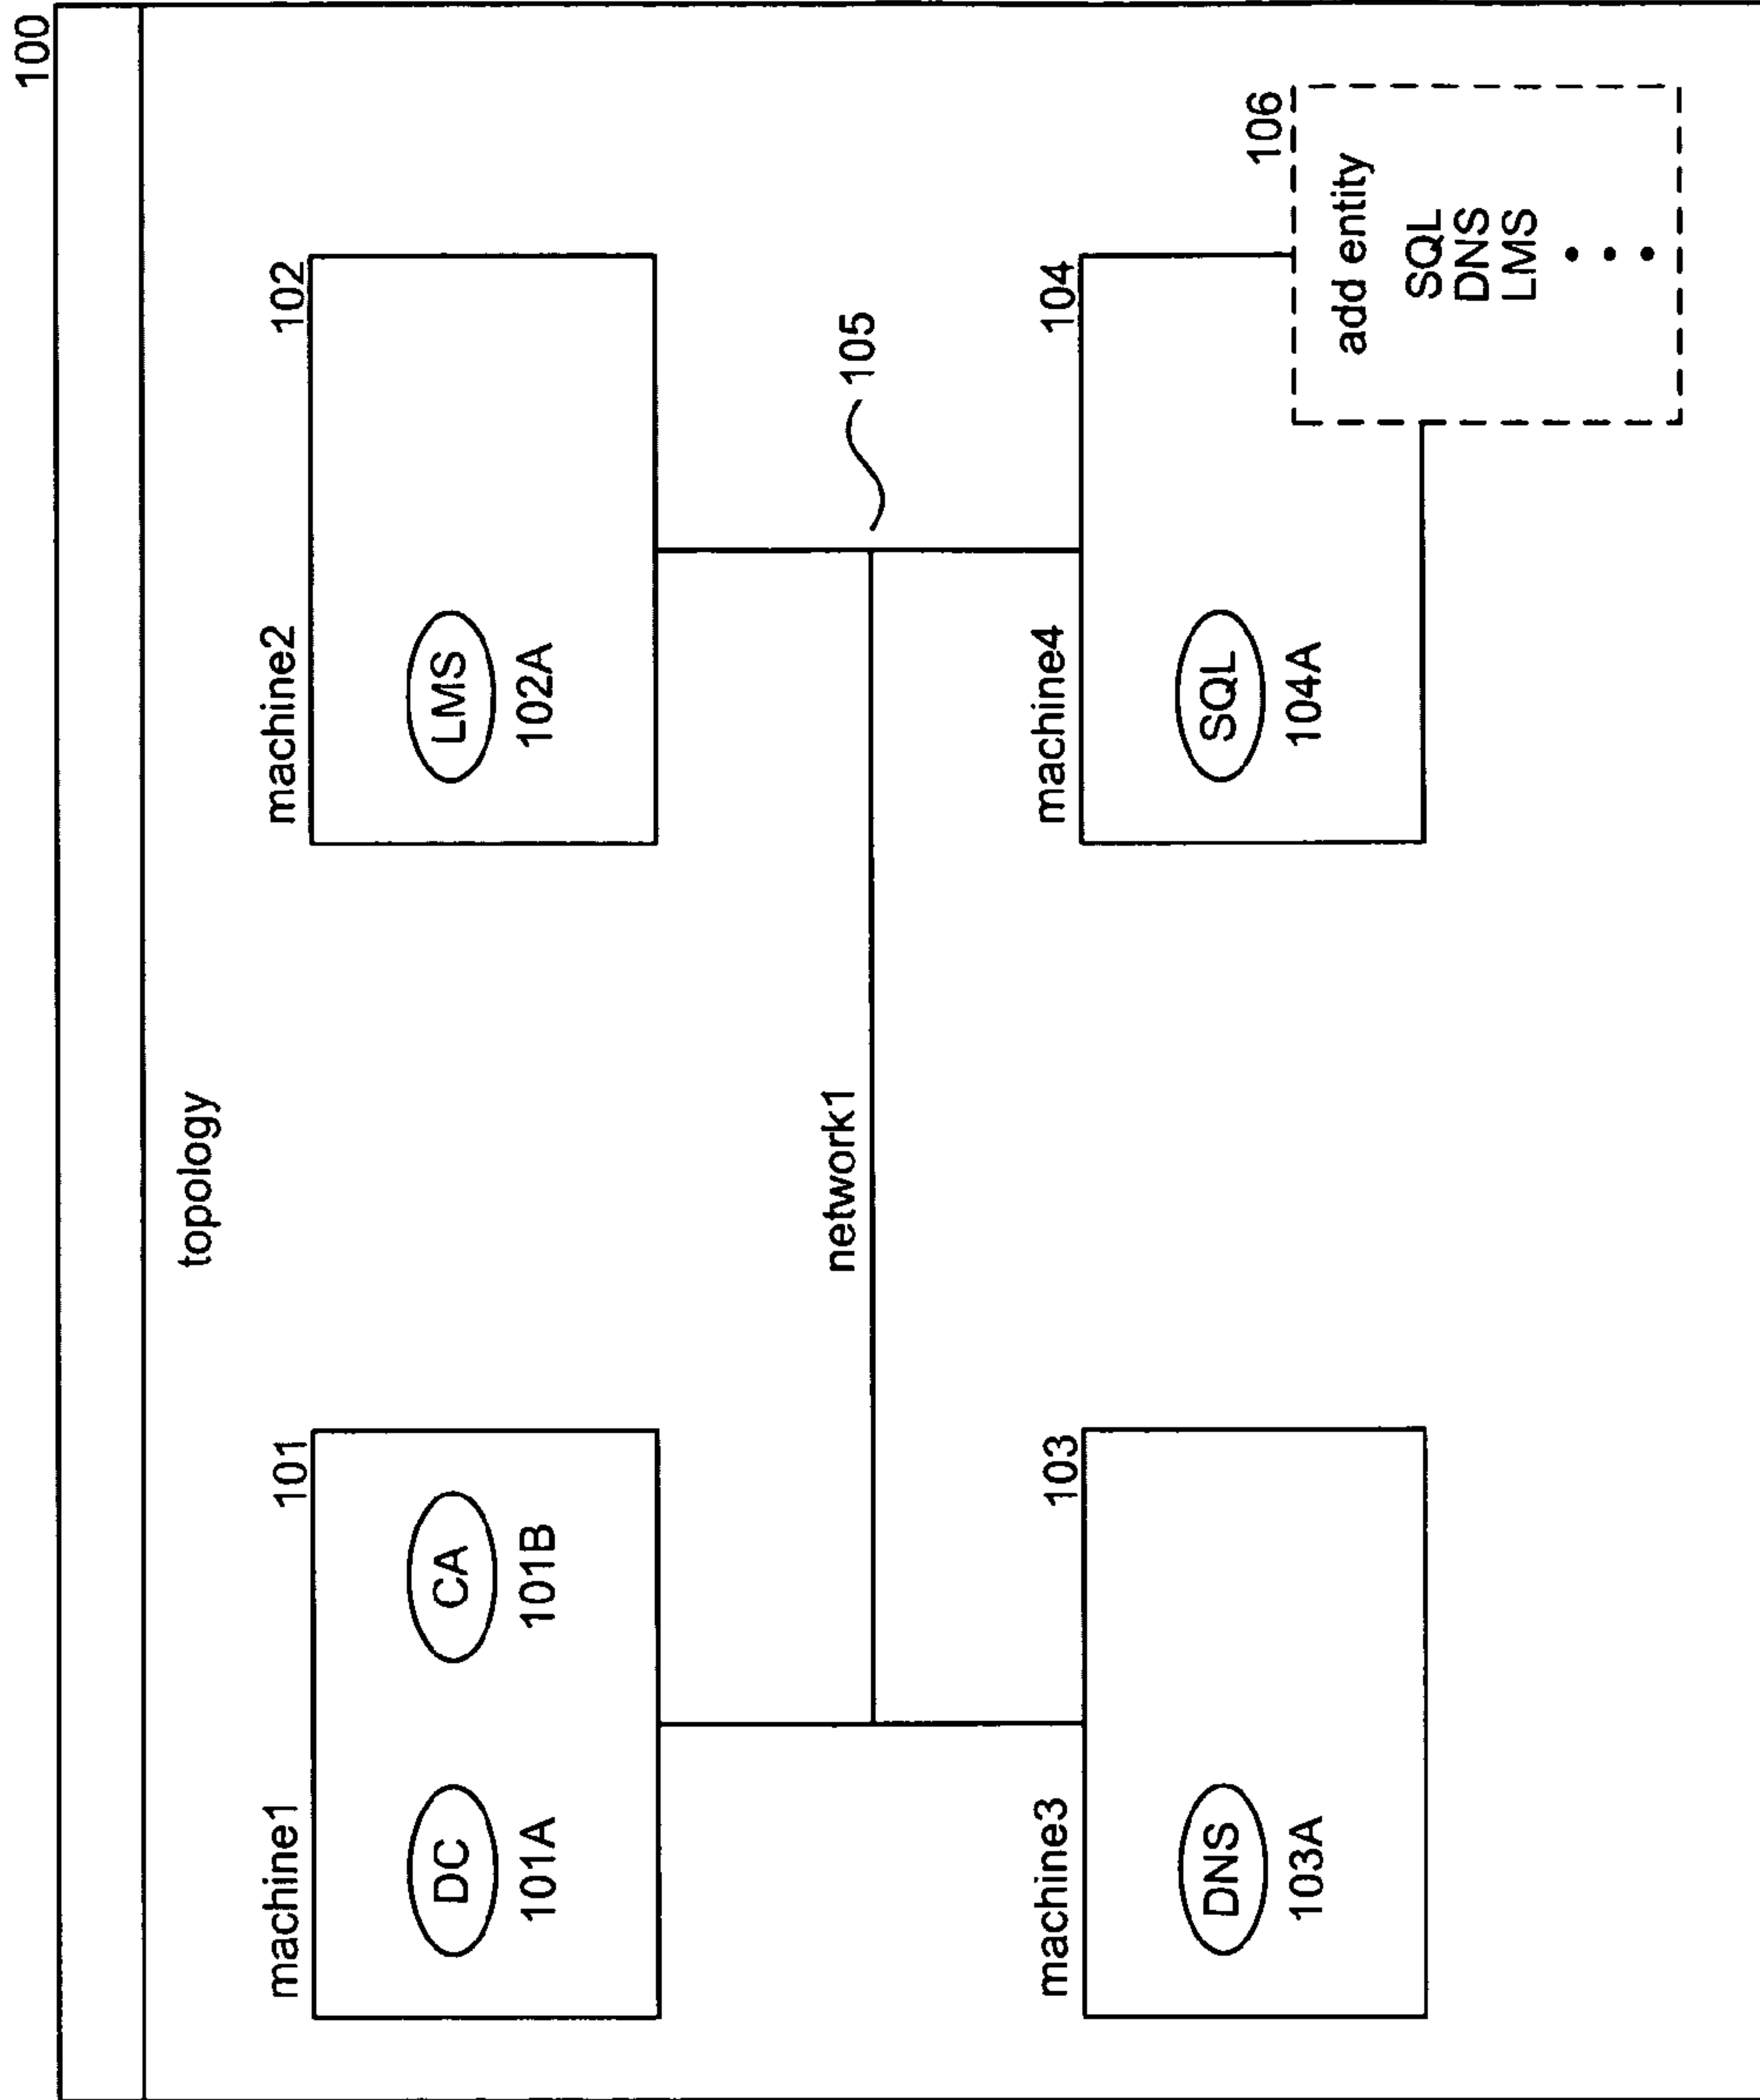 100
topology
machine1
101
DC
CA
101A
101B
machine2
102
LMS
102A
network1
105
machine3
103
DNS
103A
machine4
104
SQL
104A
106
add entity
SQL
DNS
LMS